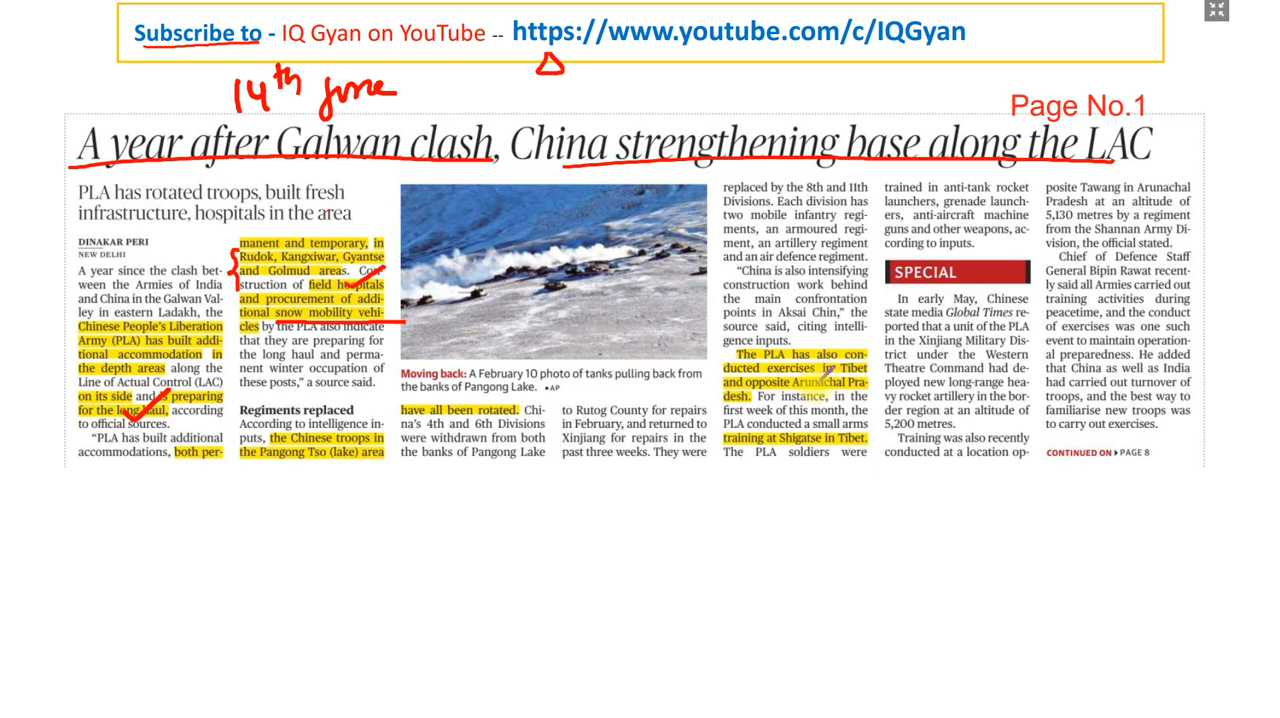 Subscribe to - IQ Gyan on YouTube -- https://www.youtube.com/c/IQGyan
14th June
Page No.1
A year after Galwan clash, China strengthening base along the LAC
PLA has rotated troops, built fresh
infrastructure, hospitals in the area
DINAKAR PERI
NEW DELHI
A year since the clash bet-
ween the Armies of India
and China in the Galwan Val-
ley in eastern Ladakh, the
Chinese People's Liberation
Army (PLA) has built addi-
tional accommodation in
the depth areas along the
Line of Actual Control (LAC)
on its side and is preparing
for the long haul, according
to official sources.
"PLA has built additional
accommodations, both per-
manent and temporary, in
Rudok, Kangxiwar, Gyantse
and Golmud areas. Con-
struction of field hospitals
and procurement of addi-
tional snow mobility vehi-
cles by the PLA also indicate
that they are preparing for
the long haul and perma-
nent winter occupation of
these posts," a source said.
Regiments replaced
According to intelligence in-
puts, the Chinese troops in
the Pangong Tso (lake) area
Moving back: A February 10 photo of tanks pulling back from
the banks of Pangong Lake. • AP
have all been rotated. Chi-
na's 4th and 6th Divisions
were withdrawn from both
the banks of Pangong Lake
to Rutog County for repairs
in February, and returned to
Xinjiang for repairs in the
past three weeks. They were
replaced by the 8th and 11th
Divisions. Each division has
two mobile infantry regi-
ments, an armoured regi-
ment, an artillery regiment
and an air defence regiment.
"China is also intensifying
construction work behind
the main confrontation
points in Aksai Chin," the
source said, citing intelli-
gence inputs.
The PLA has also con-
ducted exercises in Tibet
and opposite Arunachal Pra-
desh. For instance, in the
first week of this month, the
PLA conducted a small arms
training at Shigatse in Tibet.
The PLA soldiers were
trained in anti-tank rocket
launchers, grenade launch-
ers, anti-aircraft machine
guns and other weapons, ac-
cording to inputs.
SPECIAL
In early May, Chinese
state media Global Times re-
ported that a unit of the PLA
in the Xinjiang Military Dis-
trict under the Western
Theatre Command had de-
ployed new long-range hea-
vy rocket artillery in the bor-
der region at an altitude of
5,200 metres.
Training was also recently
conducted at a location op-
posite Tawang in Arunachal
Pradesh at an altitude of
5,130 metres by a regiment
from the Shannan Army Di-
vision, the official stated.
Chief of Defence Staff
General Bipin Rawat recent-
ly said all Armies carried out
training activities during
peacetime, and the conduct
of exercises was one such
event to maintain operation-
al preparedness. He added
that China as well as India
had carried out turnover of
troops, and the best way to
familiarise new troops was
to carry out exercises.
CONTINUED ON PAGE 8